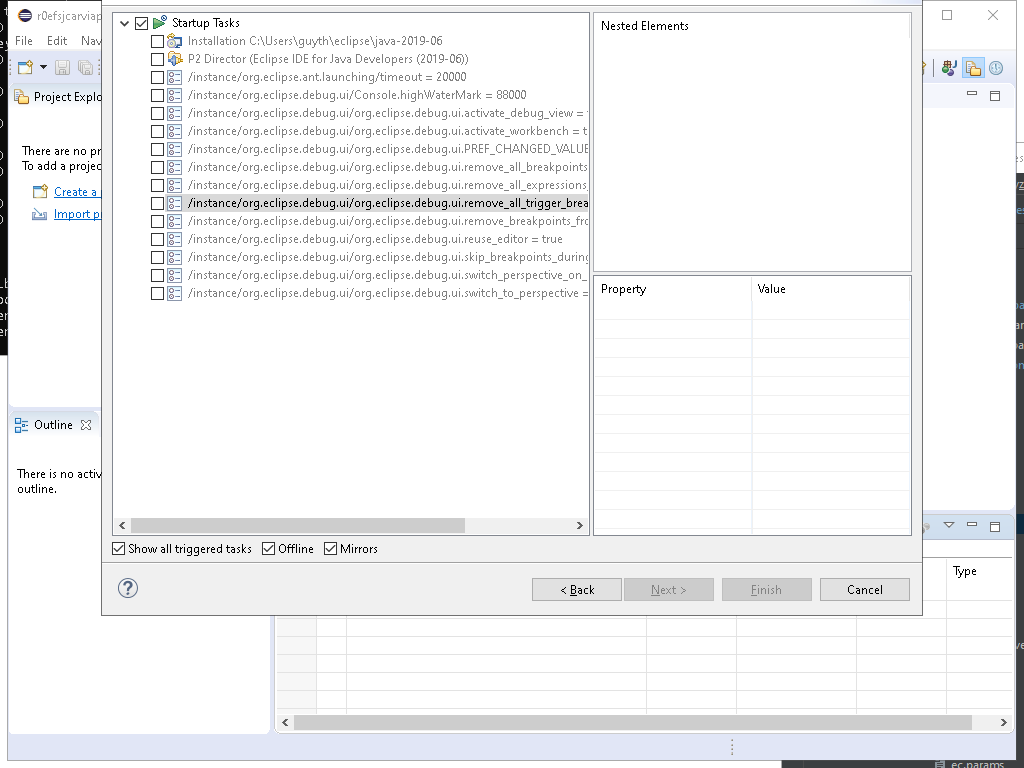 r0efsjcarviap
File Edit Nav
Project Explo
There are no pr
To add a projec
Create a
Import p
Startup Tasks
Installation C:\Users\guyth\eclipse\java-2019-06
P2 Director (Eclipse IDE for Java Developers (2019-06))
/instance/org.eclipse.ant.launching/timeout = 20000
/instance/org.eclipse.debug.ui/Console.highWaterMark = 88000
/instance/org.eclipse.debug.ui/org.eclipse.debug.ui.activate_debug_view =
/instance/org.eclipse.debug.ui/org.eclipse.debug.ui.activate_workbench = t
/instance/org.eclipse.debug.ui/org.eclipse.debug.ui.PREF_CHANGED_VALUE
/instance/org.eclipse.debug.ui/org.eclipse.debug.ui.remove_all_breakpoints
/instance/org.eclipse.debug.ui/org.eclipse.debug.ui.remove_all_expressions_
/instance/org.eclipse.debug.ui/org.eclipse.debug.ui.remove_all_trigger_brea
/instance/org.eclipse.debug.ui/org.eclipse.debug.ui.remove_breakpoints_fro
/instance/org.eclipse.debug.ui/org.eclipse.debug.ui.reuse_editor = true
/instance/org.eclipse.debug.ui/org.eclipse.debug.ui.skip_breakpoints_during
/instance/org.eclipse.debug.ui/org.eclipse.debug.ui.switch_perspective_on_
/instance/org.eclipse.debug.ui/org.eclipse.debug.ui.switch_to_perspective =
Nested Elements
Property Value
Outline
There is no activ
outline.
Show all triggered tasks Offline Mirrors
< Back Next > Finish Cancel
Type
ec.params